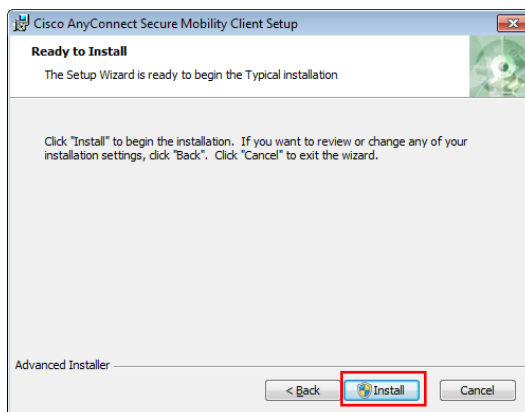 Cisco AnyConnect Secure Mobility Client Setup
Ready to Install
The Setup Wizard is ready to begin the Typical installation
Click "Install" to begin the installation. If you want to review or change any of your
installation settings, click "Back". Click "Cancel" to exit the wizard.
Advanced Installer
< Back
Install
Cancel